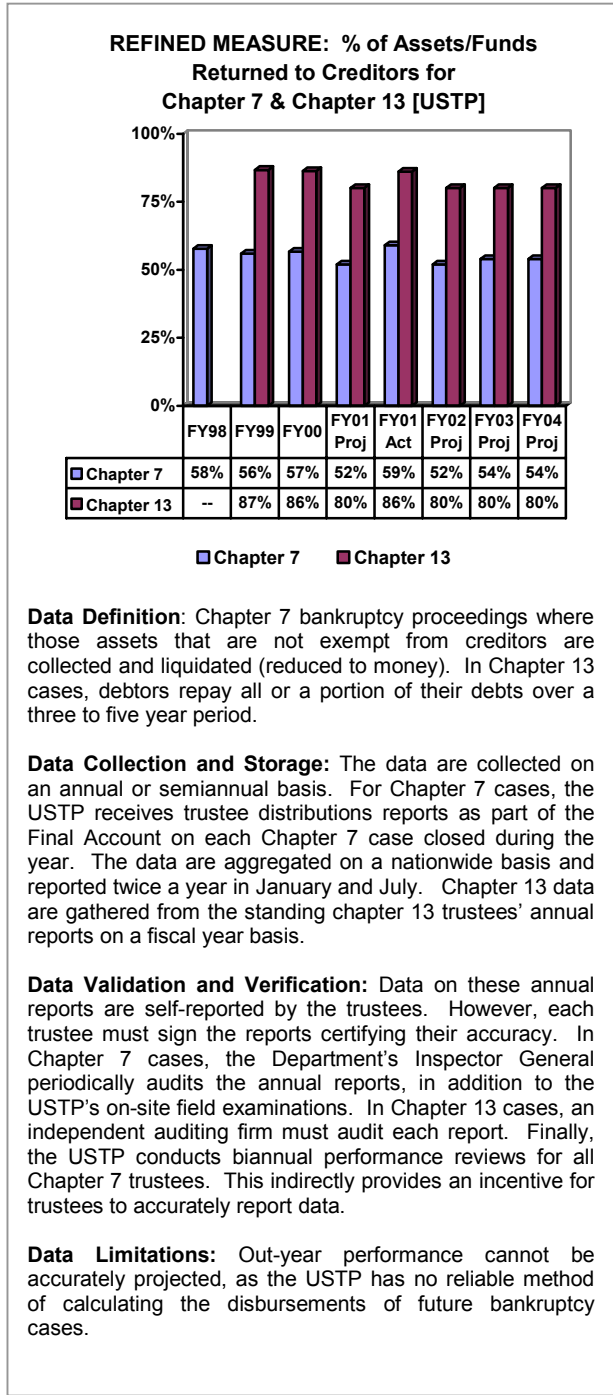 REFINED MEASURE: % of Assets/Funds
Returned to Creditors for
Chapter 7 & Chapter 13 [USTP]
100%
75%
50%
25%
0%
FY98 FY99 FY00 FY01 Proj FY01 Act FY02 Proj FY03 Proj FY04 Proj
Chapter 7 58% 56% 57% 52% 59% 52% 54% 54%
Chapter 13 -- 87% 86% 80% 86% 80% 80% 80%
Chapter 7 Chapter 13
Data Definition: Chapter 7 bankruptcy proceedings where
those assets that are not exempt from creditors are
collected and liquidated (reduced to money). In Chapter 13
cases, debtors repay all or a portion of their debts over a
three to five year period.
Data Collection and Storage: The data are collected on
an annual or semiannual basis. For Chapter 7 cases, the
USTP receives trustee distributions reports as part of the
Final Account on each Chapter 7 case closed during the
year. The data are aggregated on a nationwide basis and
reported twice a year in January and July. Chapter 13 data
are gathered from the standing chapter 13 trustees' annual
reports on a fiscal year basis.
Data Validation and Verification: Data on these annual
reports are self-reported by the trustees. However, each
trustee must sign the reports certifying their accuracy. In
Chapter 7 cases, the Department's Inspector General
periodically audits the annual reports, in addition to the
USTP's on-site field examinations. In Chapter 13 cases, an
independent auditing firm must audit each report. Finally,
the USTP conducts biannual performance reviews for all
Chapter 7 trustees. This indirectly provides an incentive for
trustees to accurately report data.
Data Limitations: Out-year performance cannot be
accurately projected, as the USTP has no reliable method
of calculating the disbursements of future bankruptcy
cases.